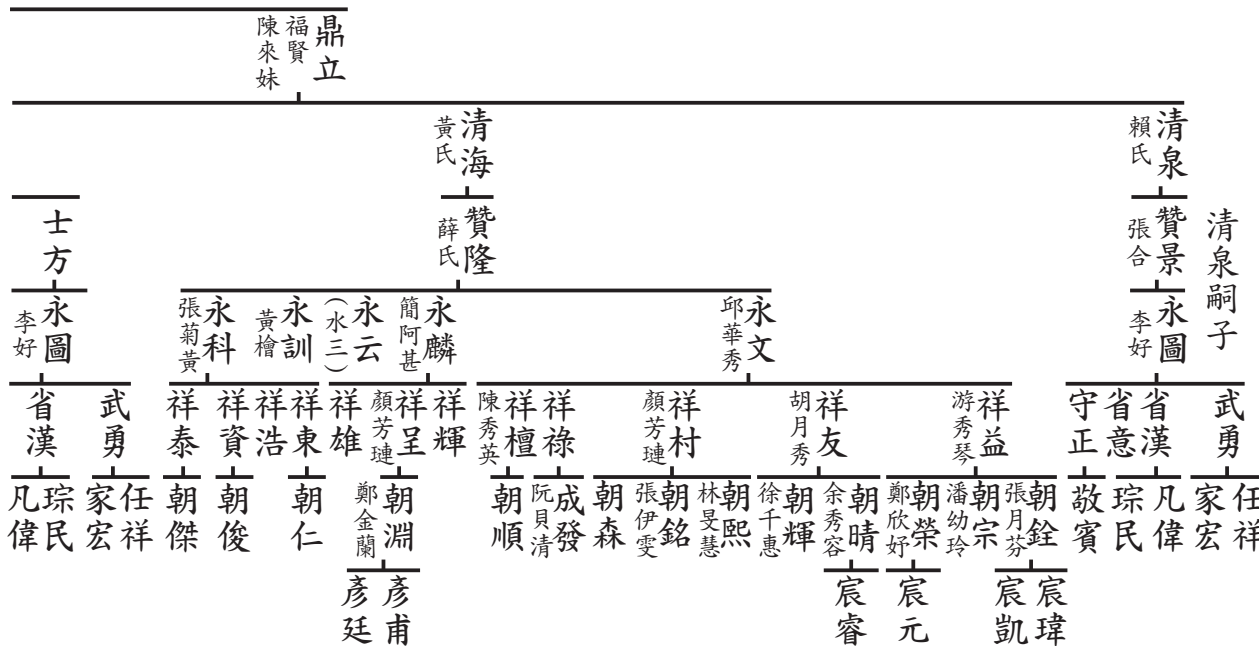 鼎立
福賢
陳來妹
清泉
賴氏
清海
黃氏
清泉嗣子
贊景
張合
贊隆
薛氏
士方
永圖
李好
永文
邱華秀
永麟
簡阿甚
永云
(水三)
永訓
黃檜
永科
張菊黃
永圖
李好
武勇
省漢
省意
守正
祥益
游秀琴
祥友
胡月秀
祥村
顏芳璉
祥祿
祥檀
陳秀英
祥輝
祥呈
顏芳璉
祥雄
祥東
祥浩
祥資
祥泰
武勇
省漢
任祥
家宏
凡偉
琮民
敬賓
朝銓
張月芬
朝宗
潘幼玲
朝榮
鄭欣妤
朝晴
余秀容
朝輝
徐千惠
朝熙
林旻慧
朝銘
張伊雯
朝森
成發
阮貝清
朝順
朝淵
鄭金蘭
朝仁
朝俊
朝傑
任祥
家宏
琮民
凡偉
宸瑋
宸凱
宸元
宸睿
彥甫
彥廷